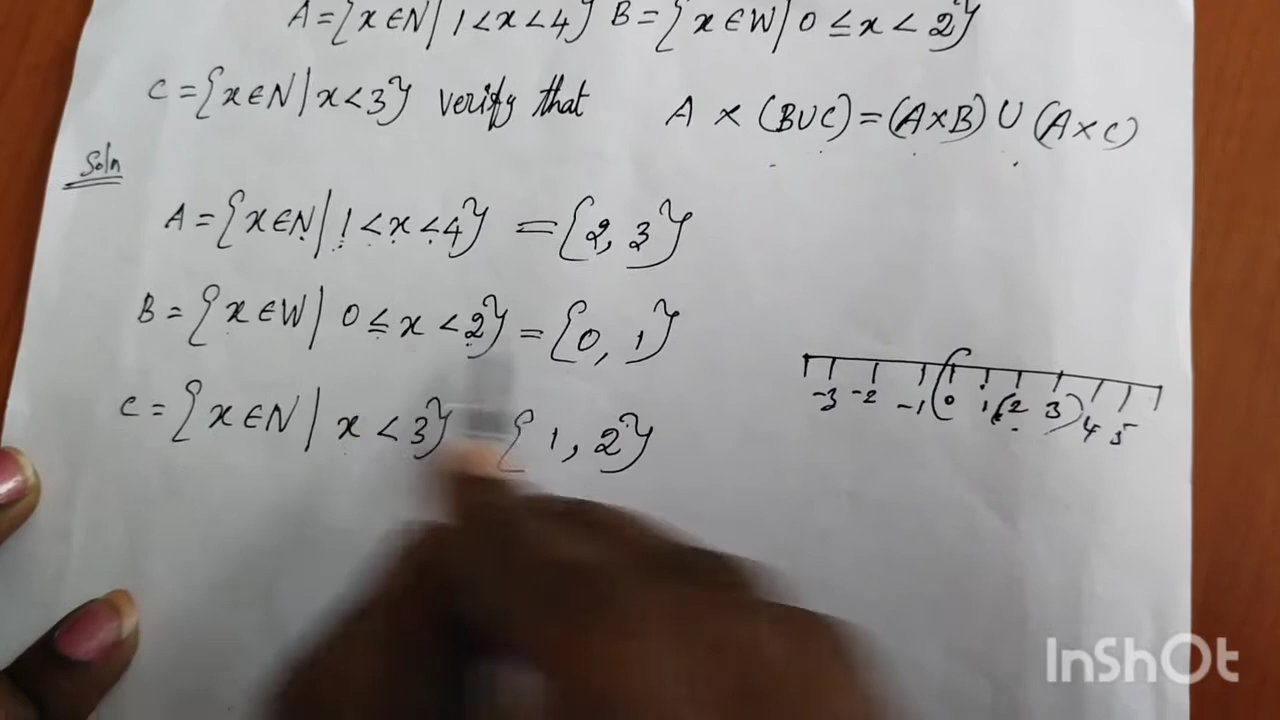 A = {x ∈ N | 1 < x < 4} B = {x ∈ W | 0 ≤ x < 2}
C = {x ∈ N | x < 3} verify that A × (B ∪ C) = (A × B) ∪ (A × C)
Soln
A = {x ∈ N | 1 < x < 4} = {2, 3}
B = {x ∈ W | 0 ≤ x < 2} = {0, 1}
C = {x ∈ N | x < 3} {1, 2}
-3 -2 -1 0 1 2 3 4 5
InShOt